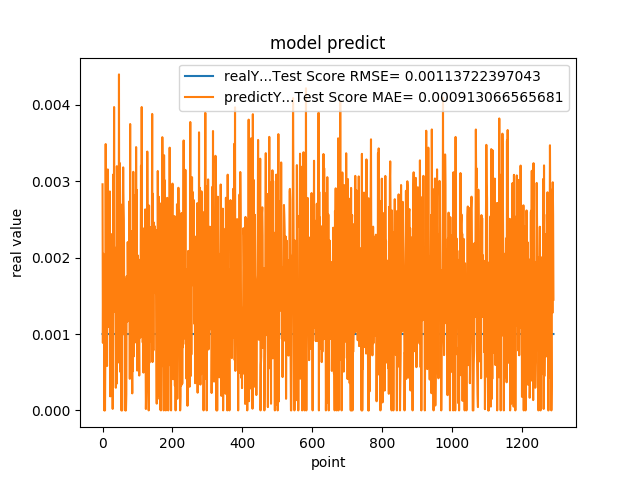 model predict
realY...Test Score RMSE= 0.00113722397043
predictY...Test Score MAE= 0.000913066565681
real value
0.004
0.003
0.002
0.001
0.000
0 200 400 600 800 1000 1200
point